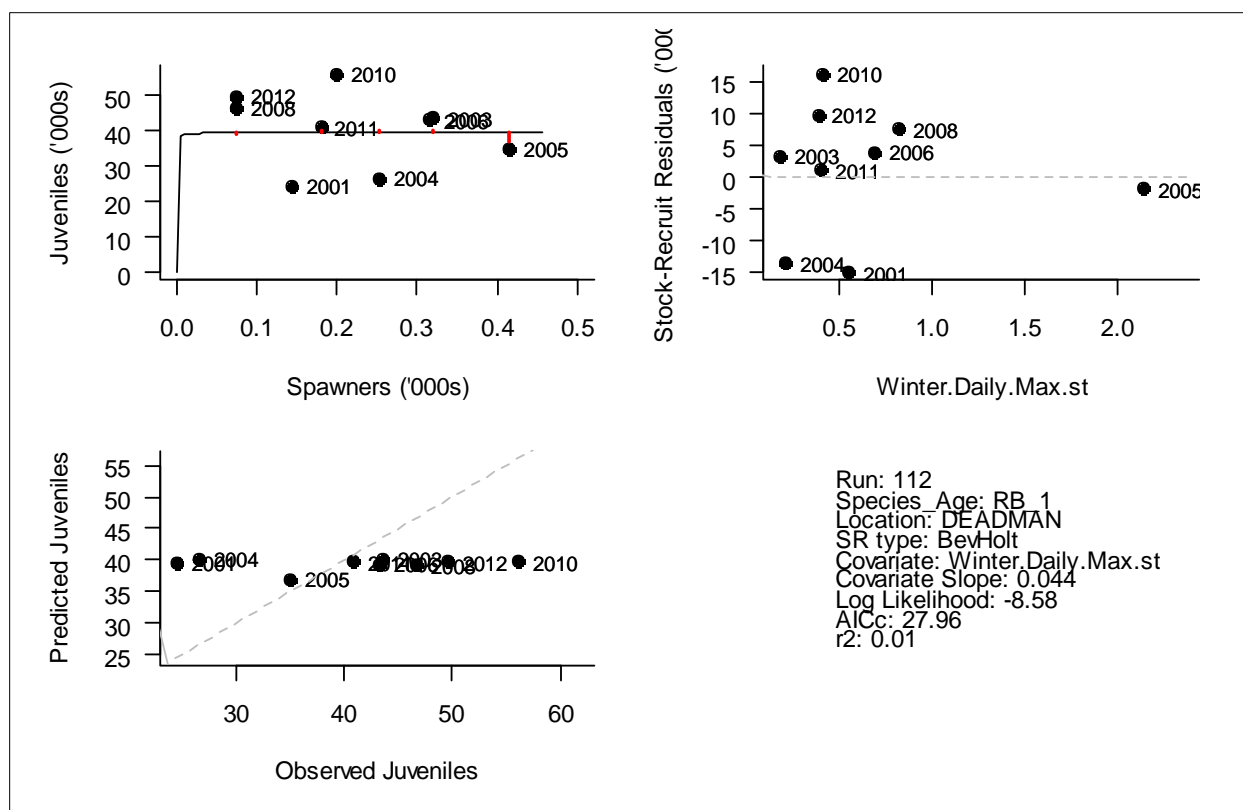 Juveniles ('000s)
50
40
30
20
10
0
2010
2012
2008
2003
2006
2011
2005
2001
2004
0.0 0.1 0.2 0.3 0.4 0.5
Spawners ('000s)
Stock-Recruit Residuals ('00
15
10
5
0
-5
-10
-15
2010
2012
2008
2003
2006
2011
2005
2004
2001
0.5 1.0 1.5 2.0
Winter.Daily.Max.st
Predicted Juveniles
55
50
45
40
35
30
25
2001
2004
2005
2011
2003
2006
2008
2012
2010
30 40 50 60
Observed Juveniles
Run: 112
Species_Age: RB_1
Location: DEADMAN
SR type: BevHolt
Covariate: Winter.Daily.Max.st
Covariate Slope: 0.044
Log Likelihood: -8.58
AICc: 27.96
r2: 0.01